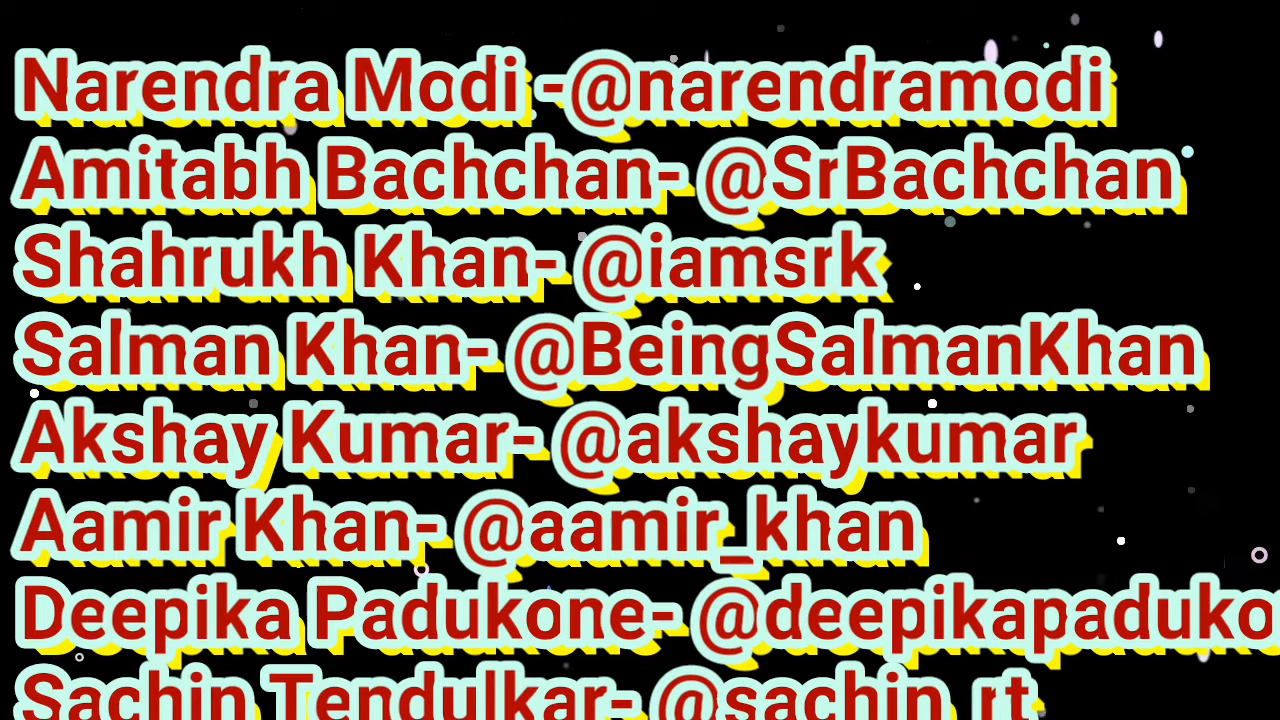 Narendra Modi -@narendramodi
Amitabh Bachchan- @SrBachchan
Shahrukh Khan- @iamsrk
Salman Khan- @BeingSalmanKhan
Akshay Kumar- @akshaykumar
Aamir Khan- @aamir_khan
Deepika Padukone- @deepikapaduko
Sachin Tendulkar- @sachin_rt